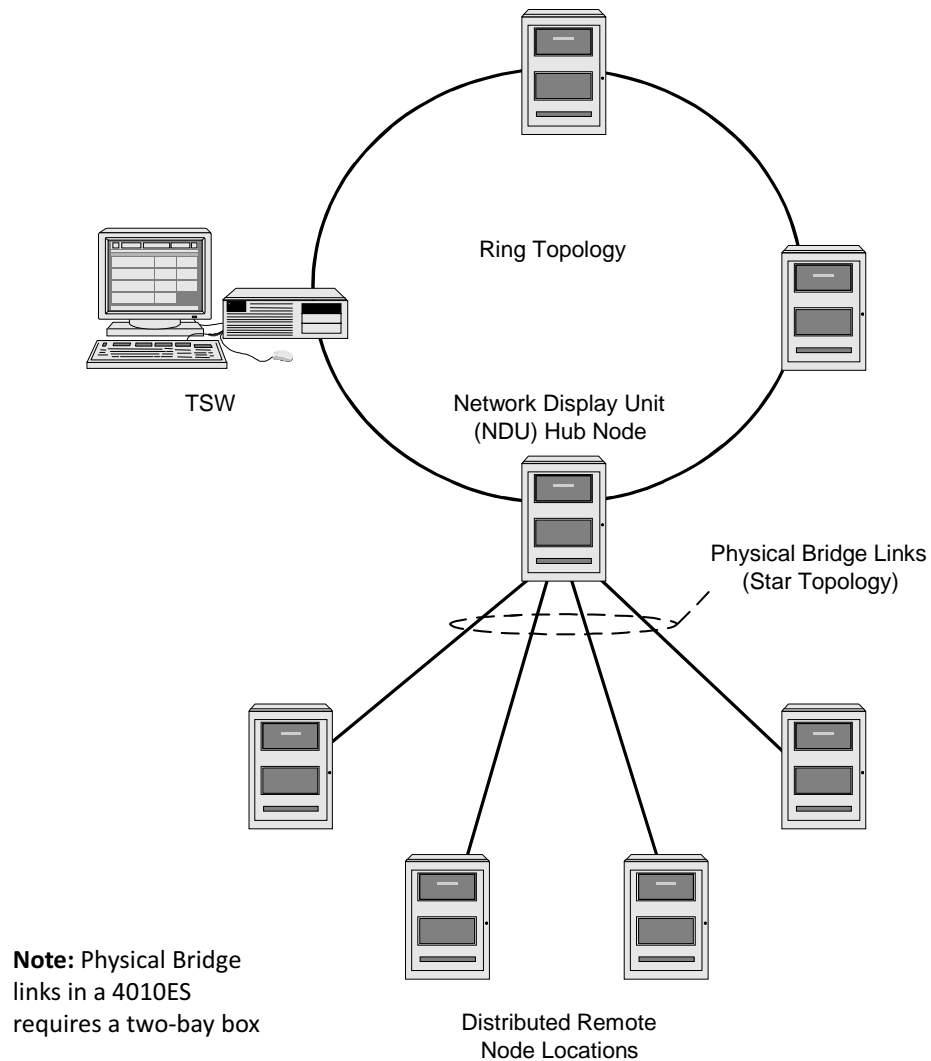 Ring Topology
TSW
Network Display Unit
(NDU) Hub Node
Physical Bridge Links
(Star Topology)
Note: Physical Bridge
links in a 4010ES
requires a two-bay box
Distributed Remote
Node Locations